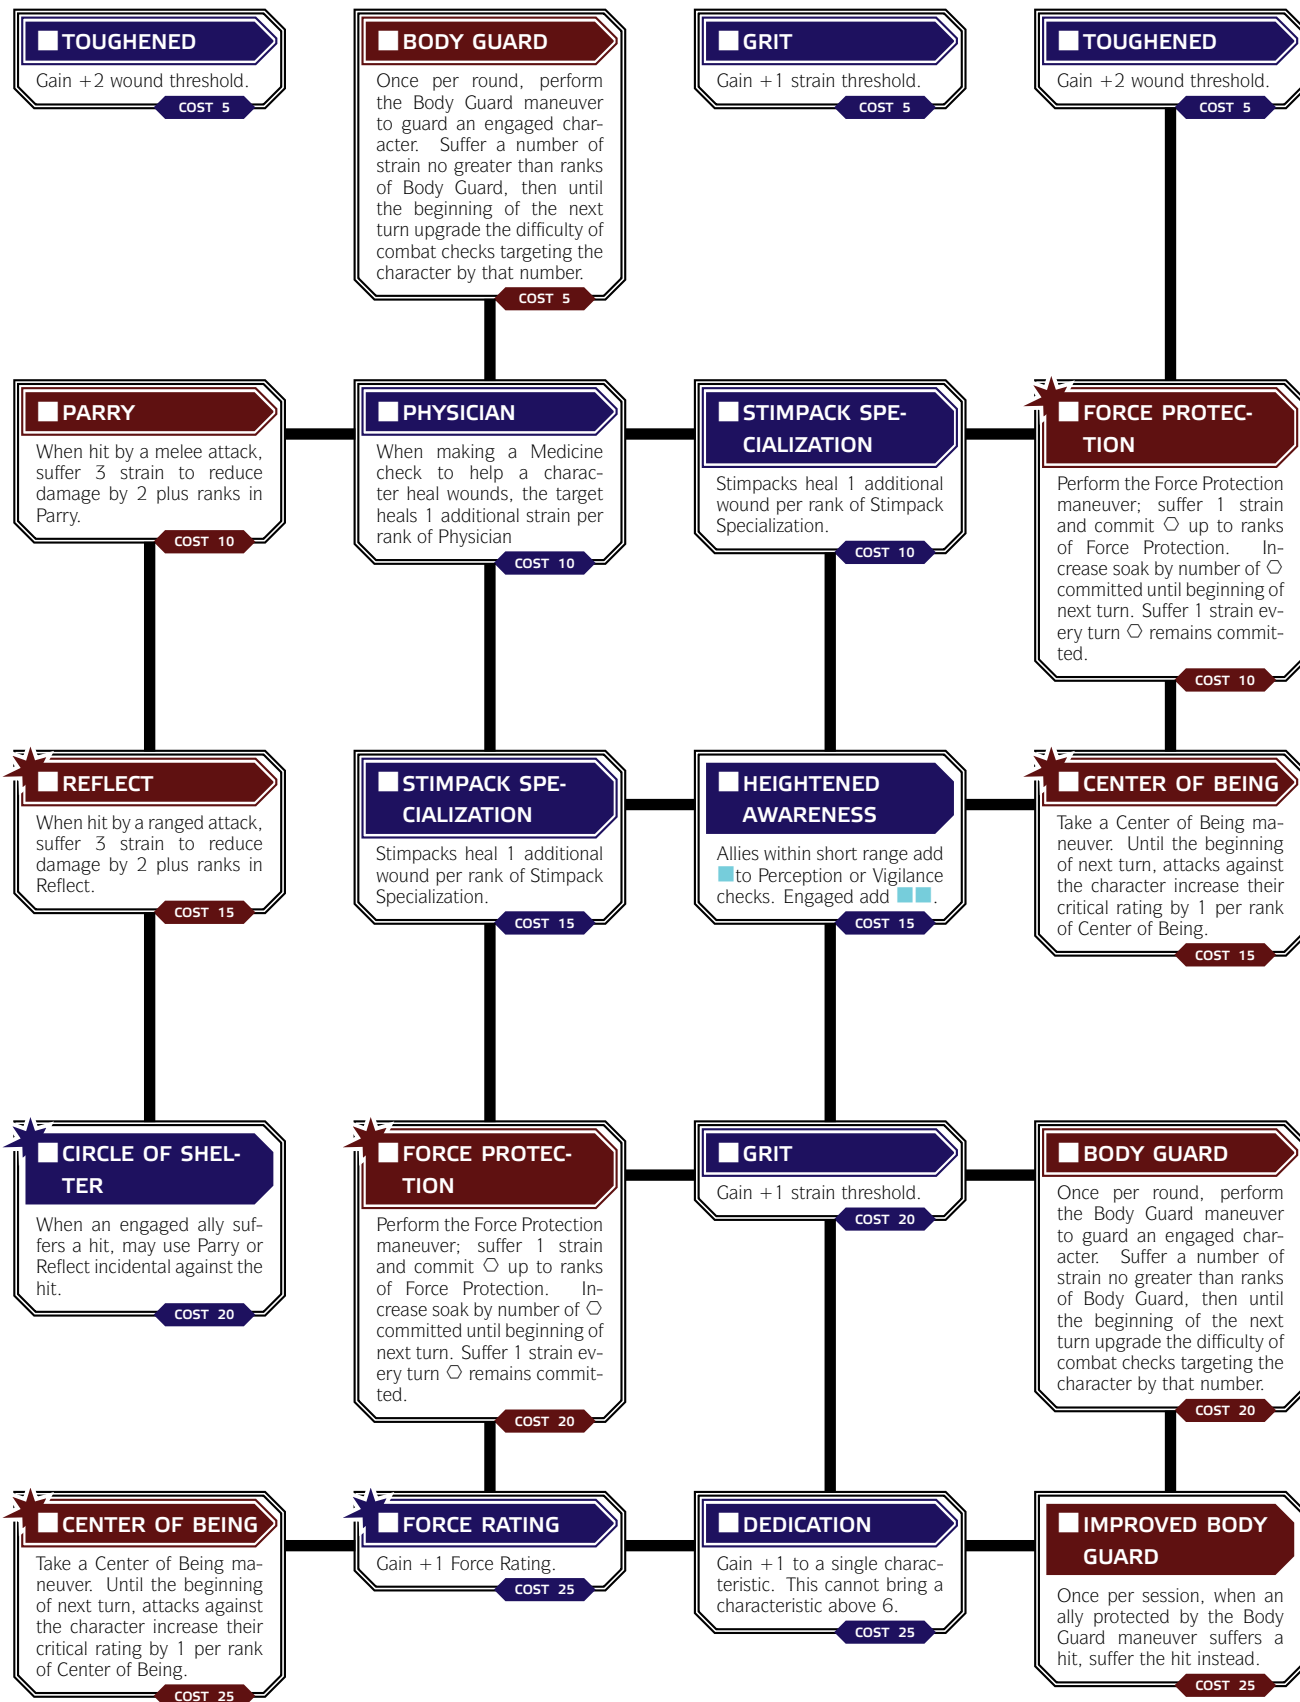 TOUGHENED
Gain +2 wound threshold.
COST 5
BODY GUARD
Once per round, perform
the Body Guard maneuver
to guard an engaged char-
acter. Suffer a number of
strain no greater than ranks
of Body Guard, then until
the beginning of the next
turn upgrade the difficulty of
combat checks targeting the
character by that number.
COST 5
GRIT
Gain +1 strain threshold.
COST 5
TOUGHENED
Gain +2 wound threshold.
COST 5
PARRY
When hit by a melee attack,
suffer 3 strain to reduce
damage by 2 plus ranks in
Parry.
COST 10
PHYSICIAN
When making a Medicine
check to help a charac-
ter heal wounds, the target
heals 1 additional strain per
rank of Physician
COST 10
STIMPACK SPE-
CIALIZATION
Stimpacks heal 1 additional
wound per rank of Stimpack
Specialization.
COST 10
FORCE PROTEC-
TION
Perform the Force Protection
maneuver; suffer 1 strain
and commit ⬡ up to ranks
of Force Protection. In-
crease soak by number of ⬡
committed until beginning of
next turn. Suffer 1 strain ev-
ery turn ⬡ remains commit-
ted.
COST 10
REFLECT
When hit by a ranged attack,
suffer 3 strain to reduce
damage by 2 plus ranks in
Reflect.
COST 15
STIMPACK SPE-
CIALIZATION
Stimpacks heal 1 additional
wound per rank of Stimpack
Specialization.
COST 15
HEIGHTENED
AWARENESS
Allies within short range add
■ to Perception or Vigilance
checks. Engaged add ■■.
COST 15
CENTER OF BEING
Take a Center of Being ma-
neuver. Until the beginning
of next turn, attacks against
the character increase their
critical rating by 1 per rank
of Center of Being.
COST 15
CIRCLE OF SHEL-
TER
When an engaged ally suf-
fers a hit, may use Parry or
Reflect incidental against the
hit.
COST 20
FORCE PROTEC-
TION
Perform the Force Protection
maneuver; suffer 1 strain
and commit ⬡ up to ranks
of Force Protection. In-
crease soak by number of ⬡
committed until beginning of
next turn. Suffer 1 strain ev-
ery turn ⬡ remains commit-
ted.
COST 20
GRIT
Gain +1 strain threshold.
COST 20
BODY GUARD
Once per round, perform
the Body Guard maneuver
to guard an engaged char-
acter. Suffer a number of
strain no greater than ranks
of Body Guard, then until
the beginning of the next
turn upgrade the difficulty of
combat checks targeting the
character by that number.
COST 20
CENTER OF BEING
Take a Center of Being ma-
neuver. Until the beginning
of next turn, attacks against
the character increase their
critical rating by 1 per rank
of Center of Being.
COST 25
FORCE RATING
Gain +1 Force Rating.
COST 25
DEDICATION
Gain +1 to a single charac-
teristic. This cannot bring a
characteristic above 6.
COST 25
IMPROVED BODY
GUARD
Once per session, when an
ally protected by the Body
Guard maneuver suffers a
hit, suffer the hit instead.
COST 25